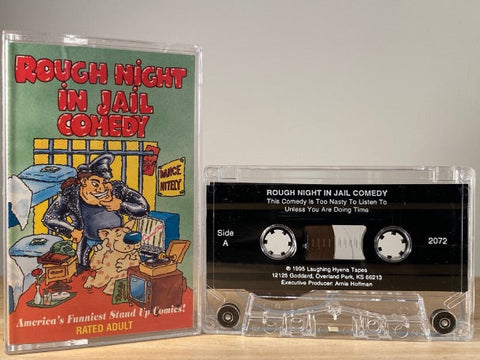 ROUGH NIGHT
IN JAIL
COMEDY
DANCE
NITELY
America's Funniest Stand Up Comics!
RATED ADULT
ROUGH NIGHT IN JAIL COMEDY
This Comedy Is Too Nasty To Listen To
Unless You Are Doing Time
Side
A
2072
© 1995 Laughing Hyena Tapes
12125 Goddard, Overland Park, KS 66213
Executive Producer: Arnie Hoffman